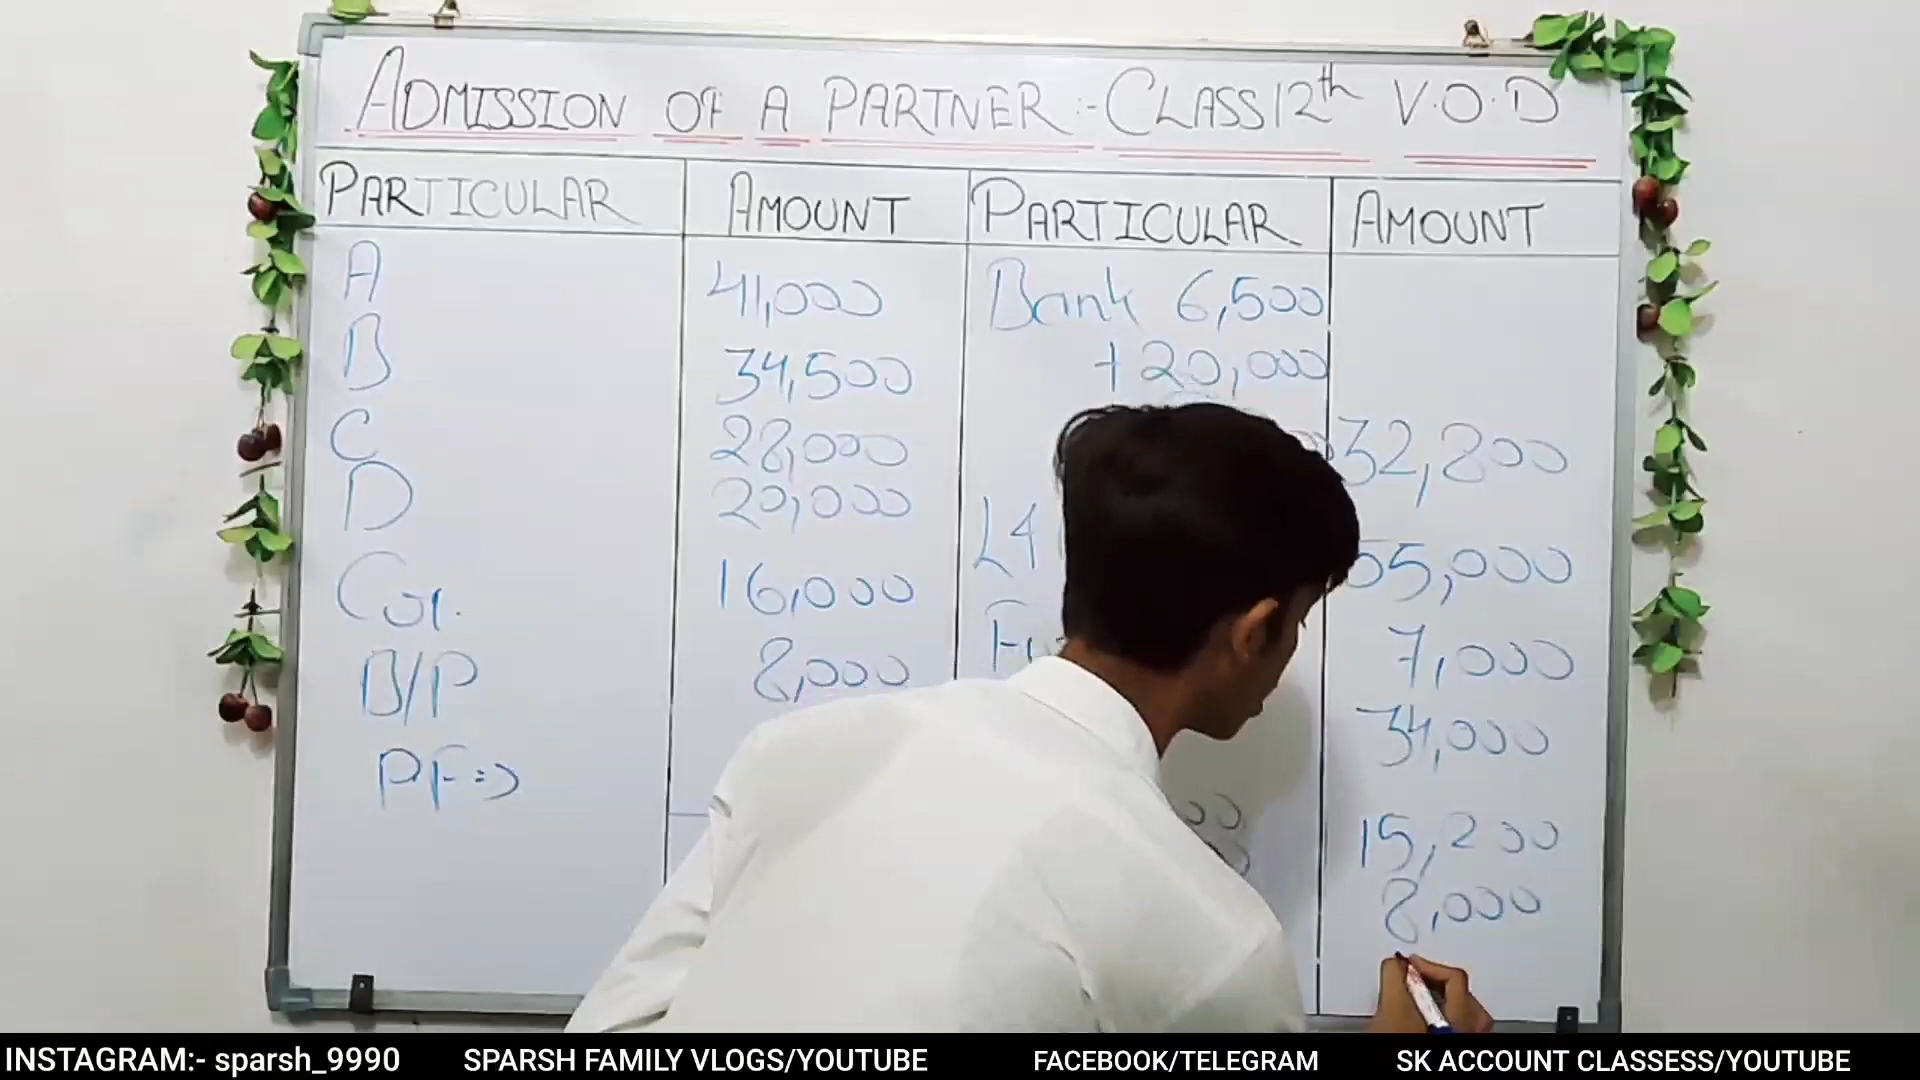 ADMISSION OF A PARTNER:-CLASS 12th V.O.D
PARTICULAR AMOUNT PARTICULAR AMOUNT
A 41,000 Bank 6,500
B 34,500 +20,000
C 28,000 32,800
D 20,000
Cor. 16,000 55,000
B/P 8,000 7,000
34,000
PF=>
15,200
8,000
INSTAGRAM:- sparsh_9990 SPARSH FAMILY VLOGS/YOUTUBE FACEBOOK/TELEGRAM SK ACCOUNT CLASSESS/YOUTUBE